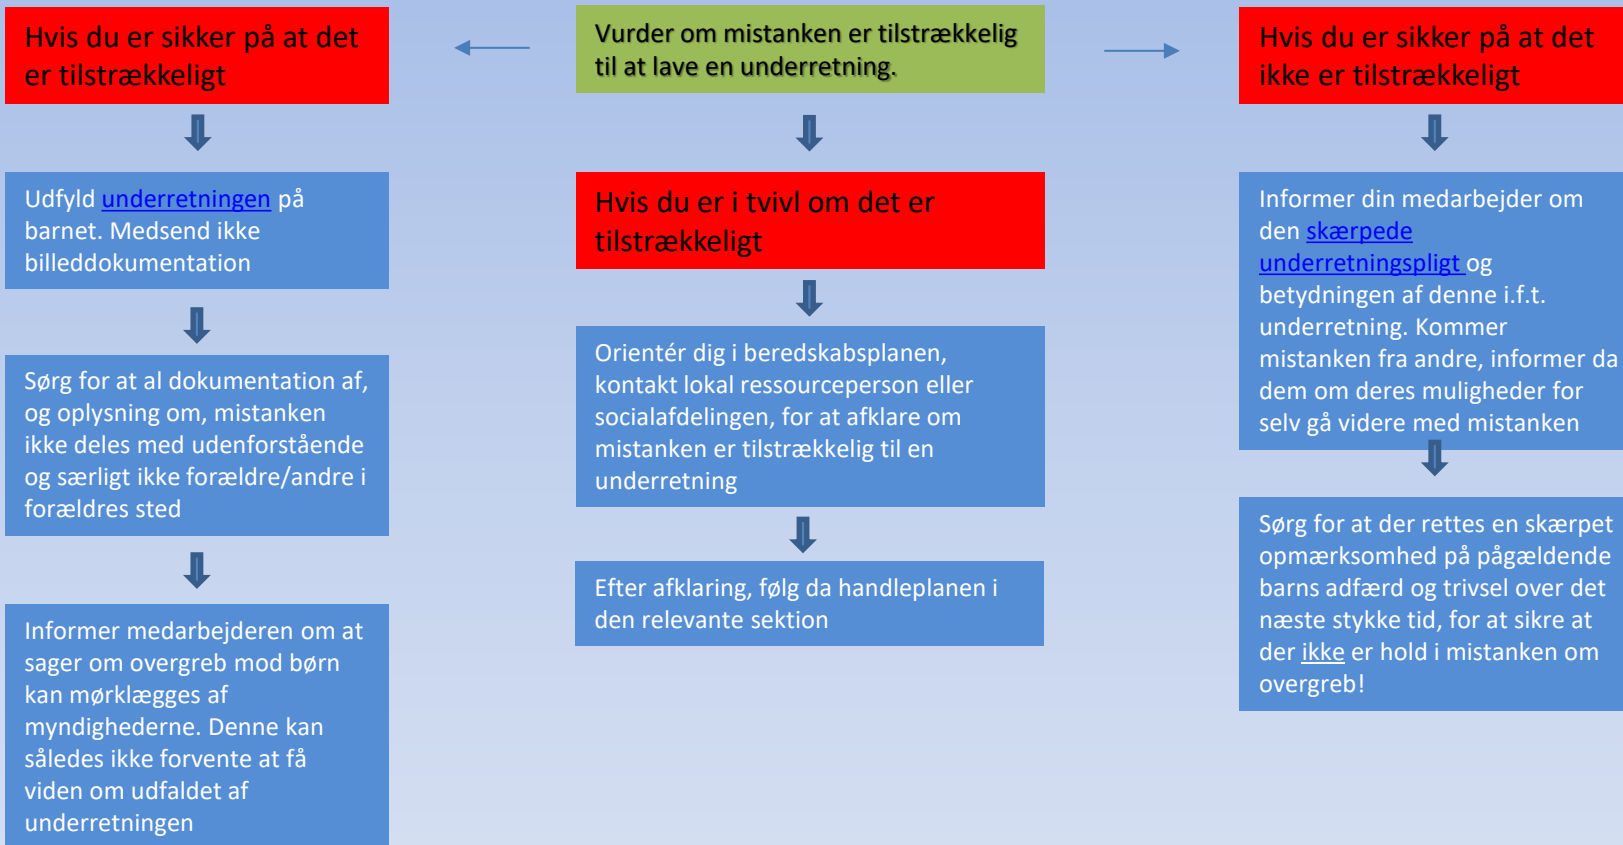 Hvis du er sikker på at det
er tilstrækkeligt
Udfyld underretningen på
barnet. Medsend ikke
billeddokumentation
Sørg for at al dokumentation af,
og oplysning om, mistanken
ikke deles med udenforstående
og særligt ikke forældre/andre i
forældres sted
Informer medarbejderen om at
sager om overgreb mod børn
kan mørklægges af
myndighederne. Denne kan
således ikke forvente at få
viden om udfaldet af
underretningen
Vurder om mistanken er tilstrækkelig
til at lave en underretning.
Hvis du er i tvivl om det er
tilstrækkeligt
Orientér dig i beredskabsplanen,
kontakt lokal ressourceperson eller
socialafdelingen, for at afklare om
mistanken er tilstrækkelig til en
underretning
Efter afklaring, følg da handleplanen i
den relevante sektion
Hvis du er sikker på at det
ikke er tilstrækkeligt
Informer din medarbejder om
den skærpede
underretningspligt og
betydningen af denne i.f.t.
underretning. Kommer
mistanken fra andre, informer da
dem om deres muligheder for
selv gå videre med mistanken
Sørg for at der rettes en skærpet
opmærksomhed på pågældende
barns adfærd og trivsel over det
næste stykke tid, for at sikre at
der ikke er hold i mistanken om
overgreb!